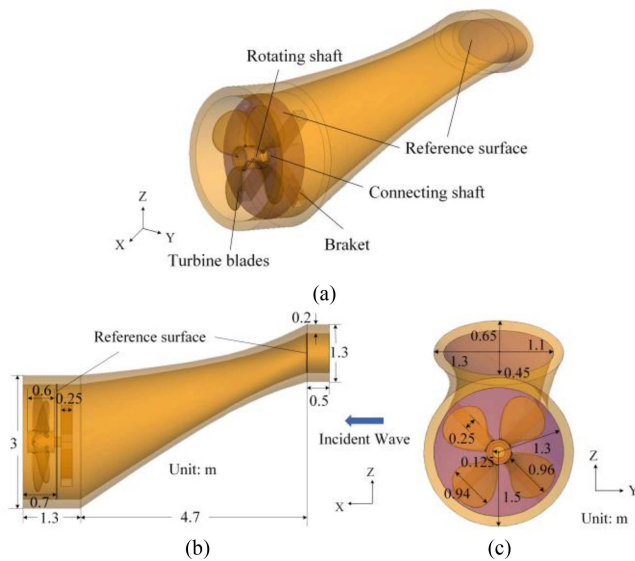 Rotating shaft
Reference surface
Connecting shaft
Braket
Turbine blades
Z
X
Y
(a)
0.2
Reference surface
1.3
0.6
0.25
0.5
3
Incident Wave
Unit: m
0.7
1.3
4.7
Z
X
(b)
0.65
1.1
1.3
0.45
0.25
1.3
0.125
0.96
0.94
1.5
Z
Y
Unit: m
(c)